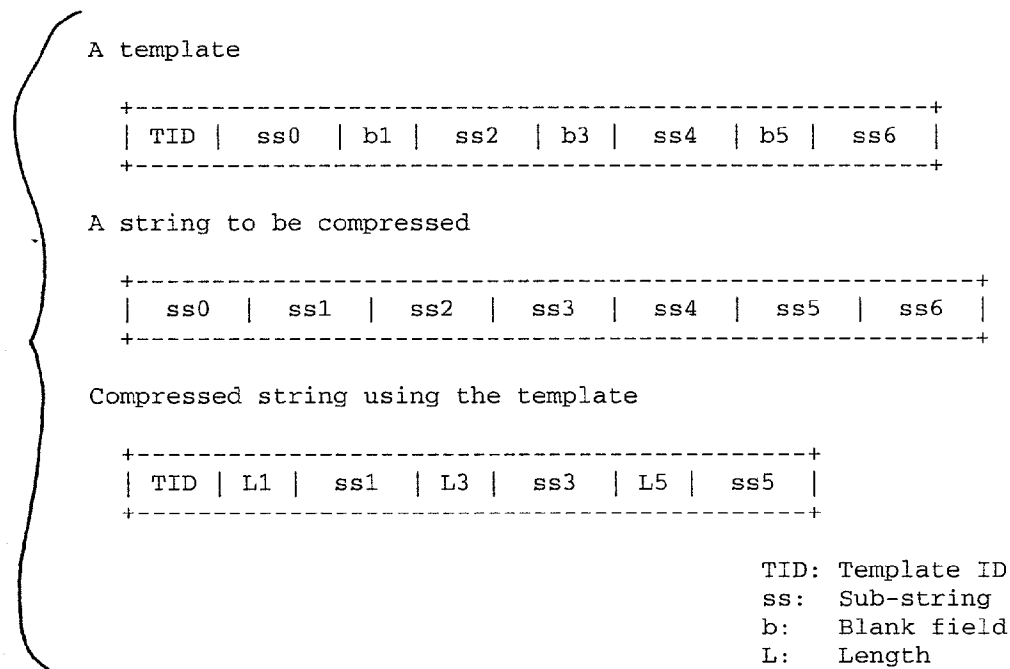 A template
+----------------------------------------------------+
| TID | ss0 | b1 | ss2 | b3 | ss4 | b5 | ss6 |
+----------------------------------------------------+
A string to be compressed
+-------------------------------------------------------+
| ss0 | ss1 | ss2 | ss3 | ss4 | ss5 | ss6 |
+-------------------------------------------------------+
Compressed string using the template
+--------------------------------------------+
| TID | L1 | ss1 | L3 | ss3 | L5 | ss5 |
+--------------------------------------------+
TID: Template ID
ss: Sub-string
b: Blank field
L: Length